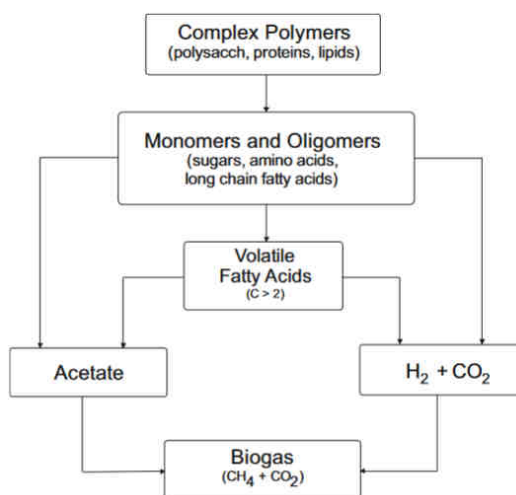 Complex Polymers
(polysacch, proteins, lipids)
Monomers and Oligomers
(sugars, amino acids,
long chain fatty acids)
Volatile
Fatty Acids
(C > 2)
Acetate
H₂ + CO₂
Biogas
(CH₄ + CO₂)